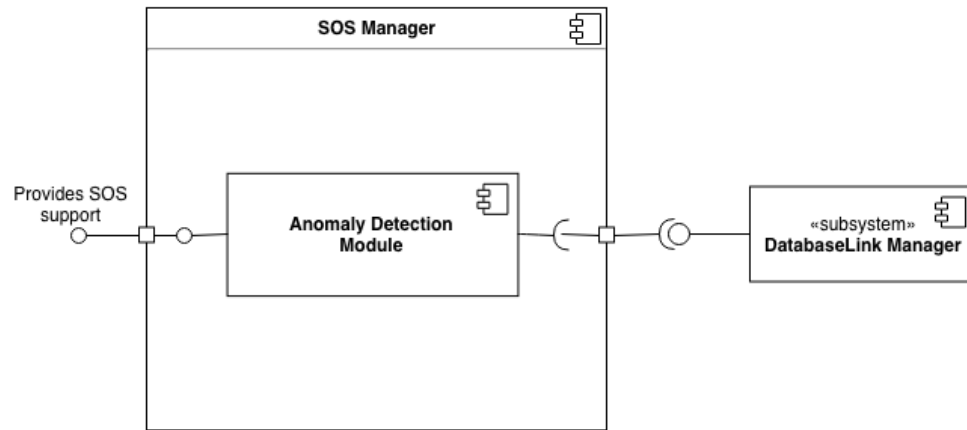 SOS Manager
Provides SOS
support
Anomaly Detection
Module
«subsystem»
DatabaseLink Manager